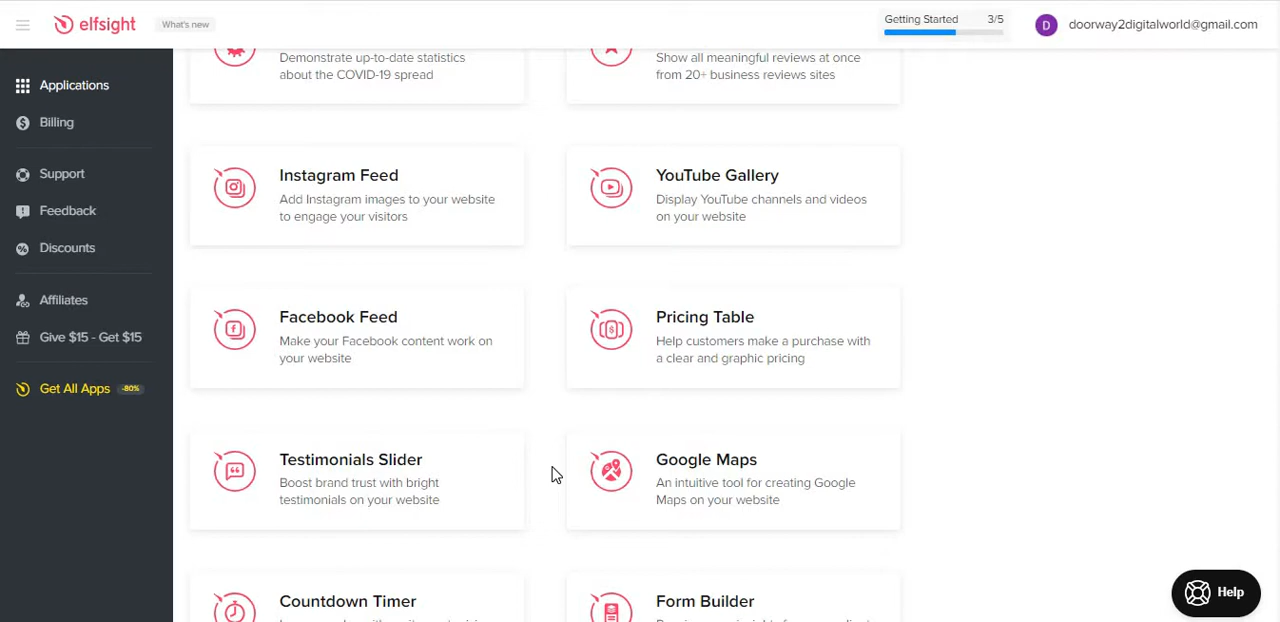 elfsight
What's new
Getting Started 3/5
D
doorway2digitalworld@gmail.com
Applications
Billing
Support
Feedback
Discounts
Affiliates
Give $15 - Get $15
Get All Apps -80%
Demonstrate up-to-date statistics
about the COVID-19 spread
Show all meaningful reviews at once
from 20+ business reviews sites
Instagram Feed
Add Instagram images to your website
to engage your visitors
YouTube Gallery
Display YouTube channels and videos
on your website
Facebook Feed
Make your Facebook content work on
your website
Pricing Table
Help customers make a purchase with
a clear and graphic pricing
Testimonials Slider
Boost brand trust with bright
testimonials on your website
Google Maps
An intuitive tool for creating Google
Maps on your website
Countdown Timer
Form Builder
Help